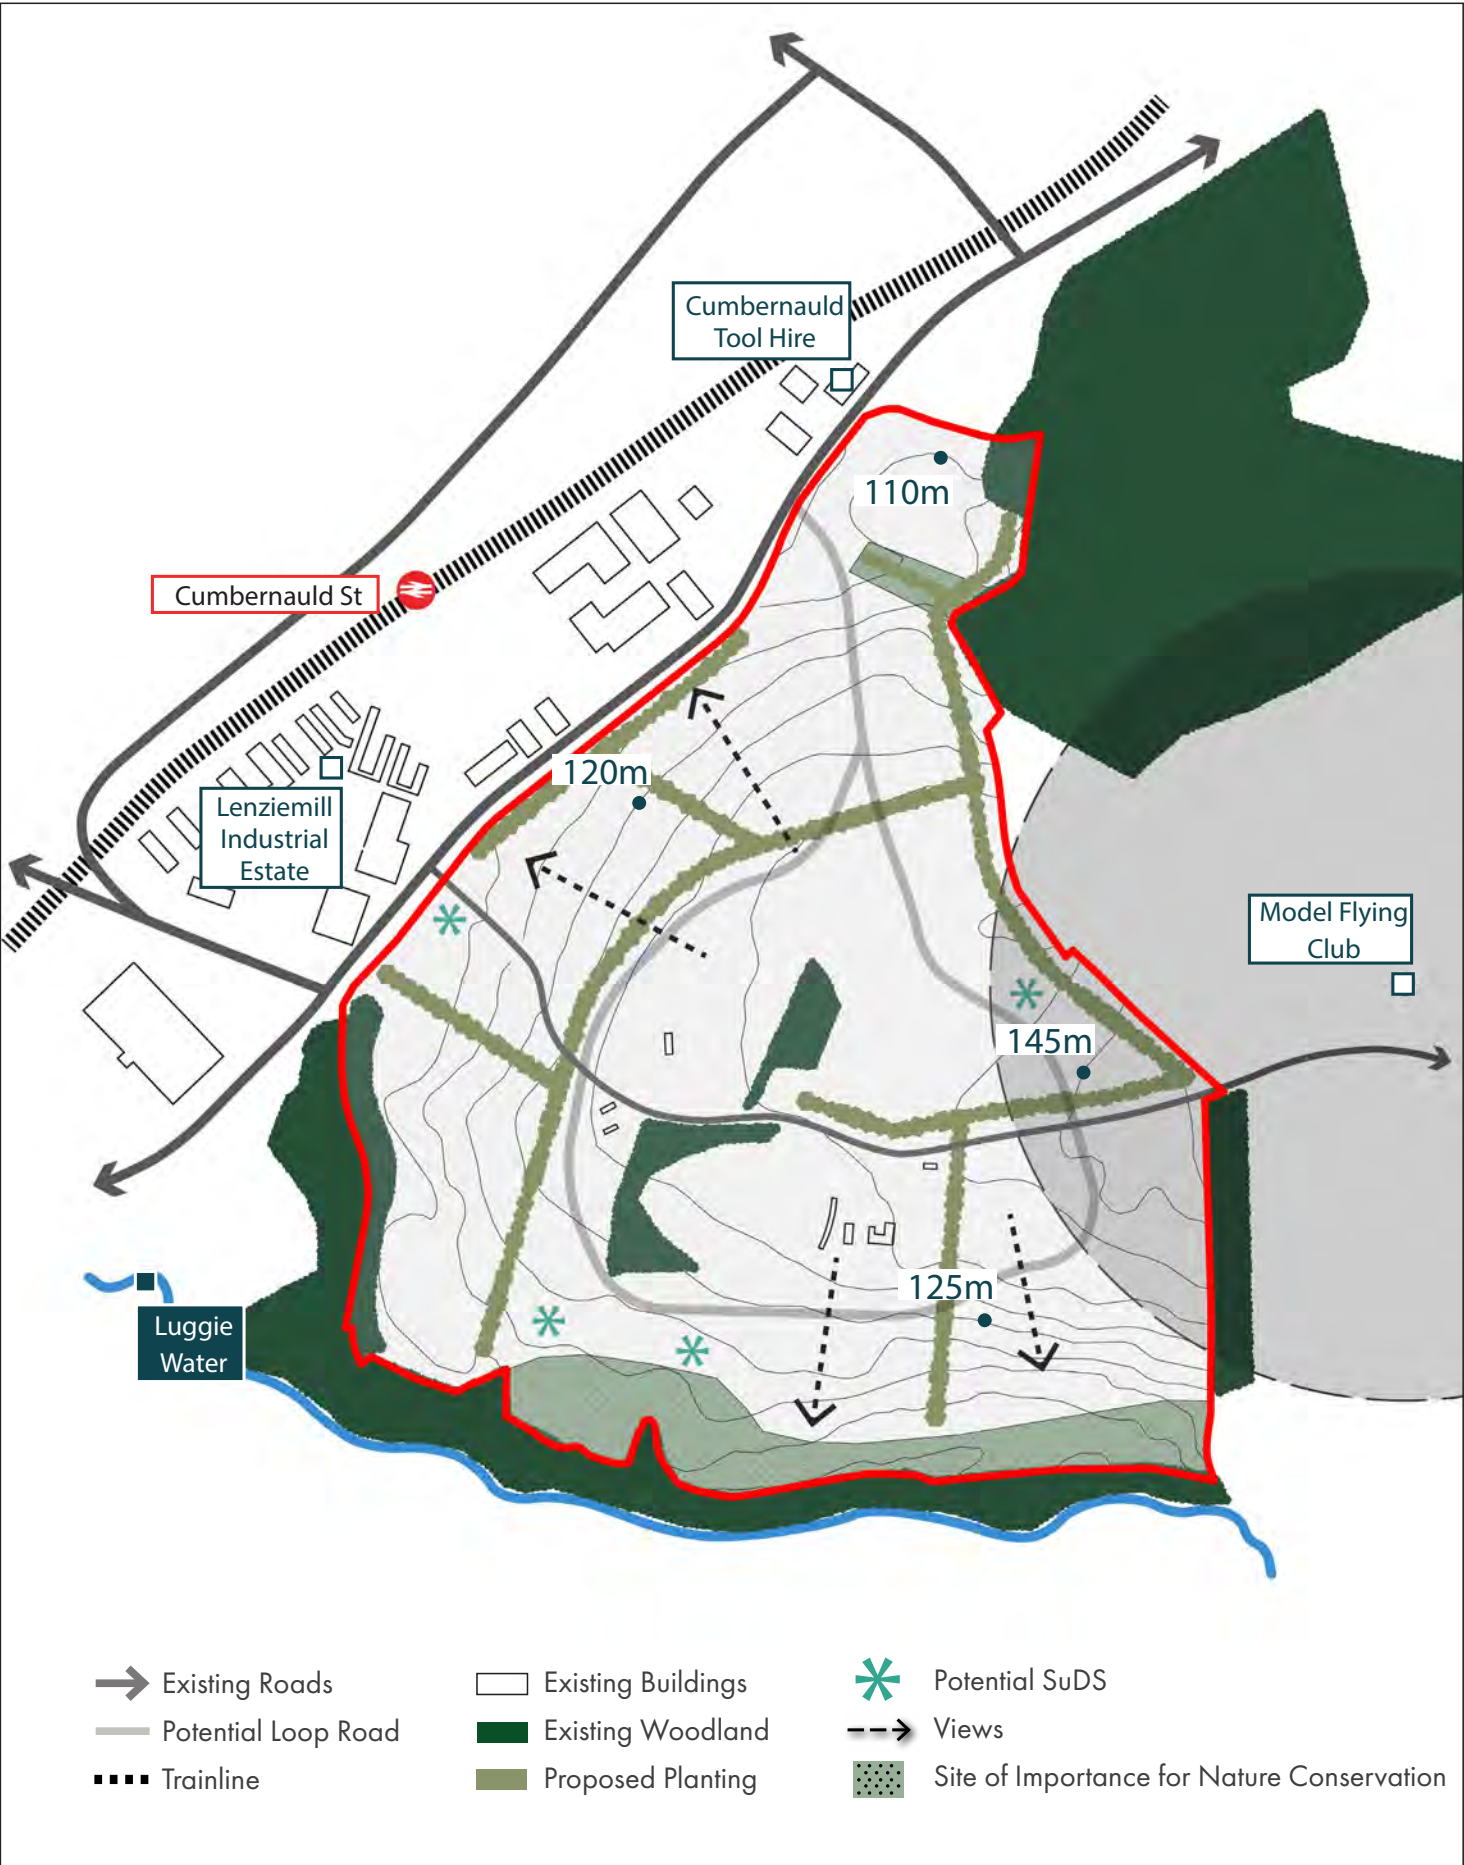 Cumbernauld
Tool Hire
110m
Cumbernauld St
120m
Lenziemill
Industrial
Estate
Model Flying
Club
145m
125m
Luggie
Water
Existing Roads
Potential Loop Road
Trainline
Existing Buildings
Existing Woodland
Proposed Planting
Potential SuDS
Views
Site of Importance for Nature Conservation